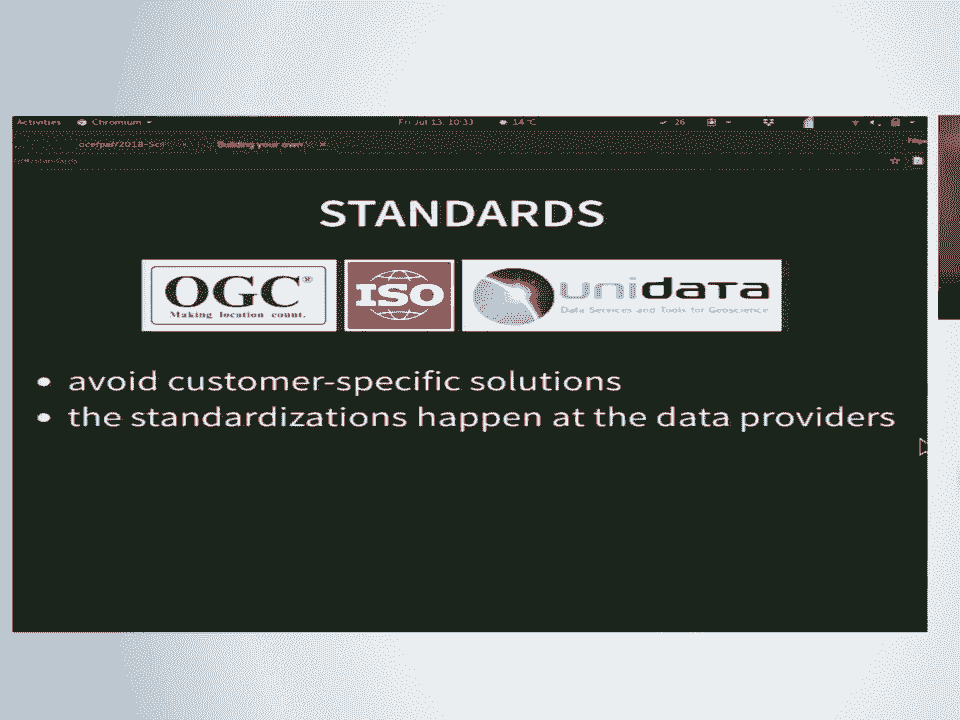 Activities Chromium Fri Jul 13, 10:33 14°C 26
ocefpaf/2018-Sci Building your own
STANDARDS
OGC®
Making location count.
ISO
unidata
Data Services and Tools for Geoscience
• avoid customer-specific solutions
• the standardizations happen at the data providers